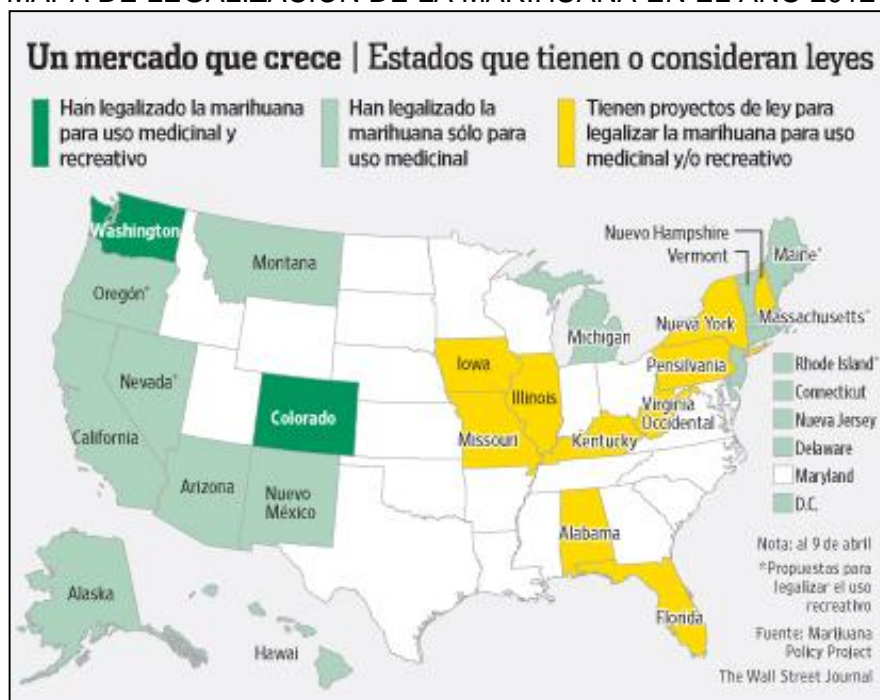 MAPA DE LEGALIZACIÓN DE LA MARIHUANA EN EL AÑO 2012
Un mercado que crece | Estados que tienen o consideran leyes
Han legalizado la marihuana
para uso medicinal y
recreativo
Han legalizado la
marihuana sólo para
uso medicinal
Tienen proyectos de ley para
legalizar la marihuana para uso
medicinal y/o recreativo
Washington
Montana
Oregón*
Nevada*
California
Colorado
Arizona
Nuevo
México
Alaska
Hawai
Iowa
Illinois
Missouri
Michigan
Kentucky
Alabama
Florida
Nuevo Hampshire
Vermont
Maine*
Nueva York
Massachusetts*
Pensilvania
Virginia
Occidental
Rhode Island*
Connecticut
Nueva Jersey
Delaware
Maryland
D.C.
Nota: al 9 de abril
*Propuestas para
legalizar el uso
recreativo
Fuente: Marijuana
Policy Project
The Wall Street Journal